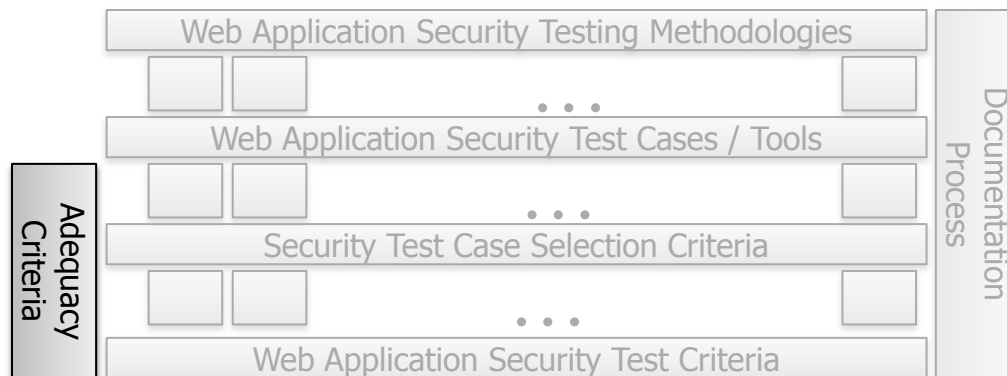 Web Application Security Testing Methodologies
. . .
Web Application Security Test Cases / Tools
. . .
Security Test Case Selection Criteria
. . .
Web Application Security Test Criteria
Adequacy
Criteria
Documentation
Process